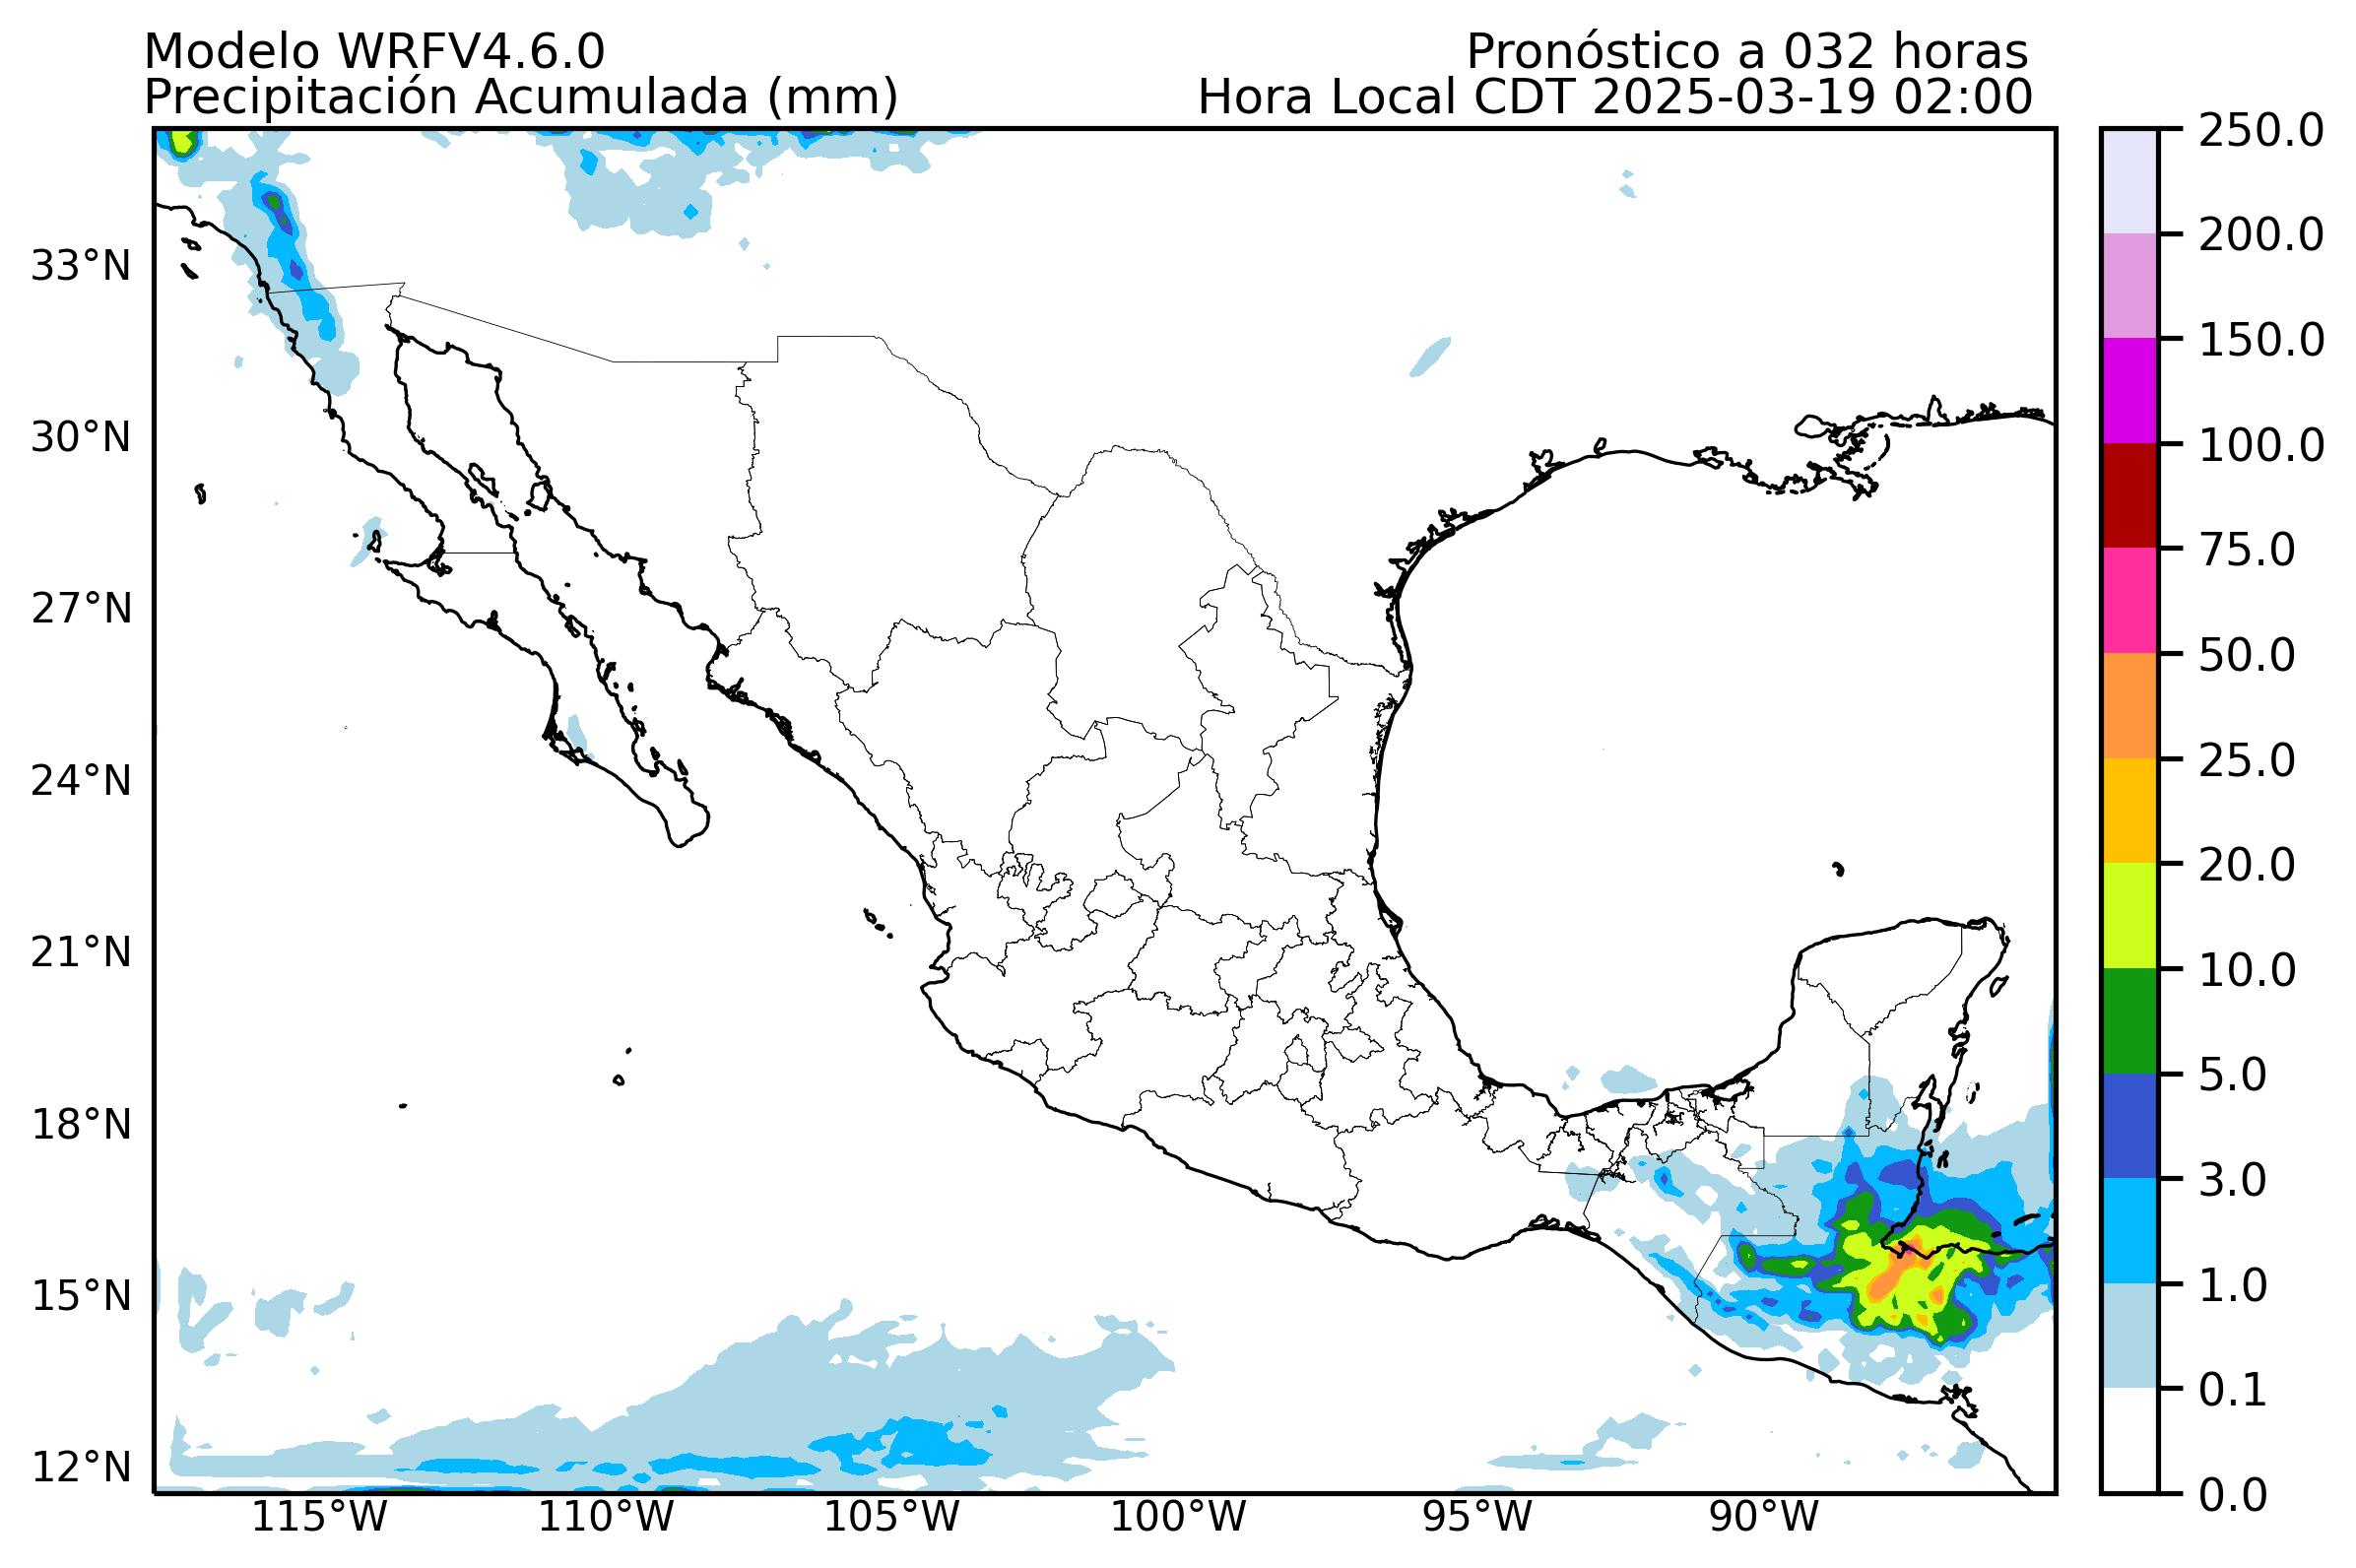 Modelo WRFV4.6.0
Pronóstico a 032 horas
Precipitación Acumulada (mm)
Hora Local CDT 2025-03-19 02:00
33°N
30°N
27°N
24°N
21°N
18°N
15°N
12°N
115°W
110°W
105°W
100°W
95°W
90°W
250.0
200.0
150.0
100.0
75.0
50.0
25.0
20.0
10.0
5.0
3.0
1.0
0.1
0.0